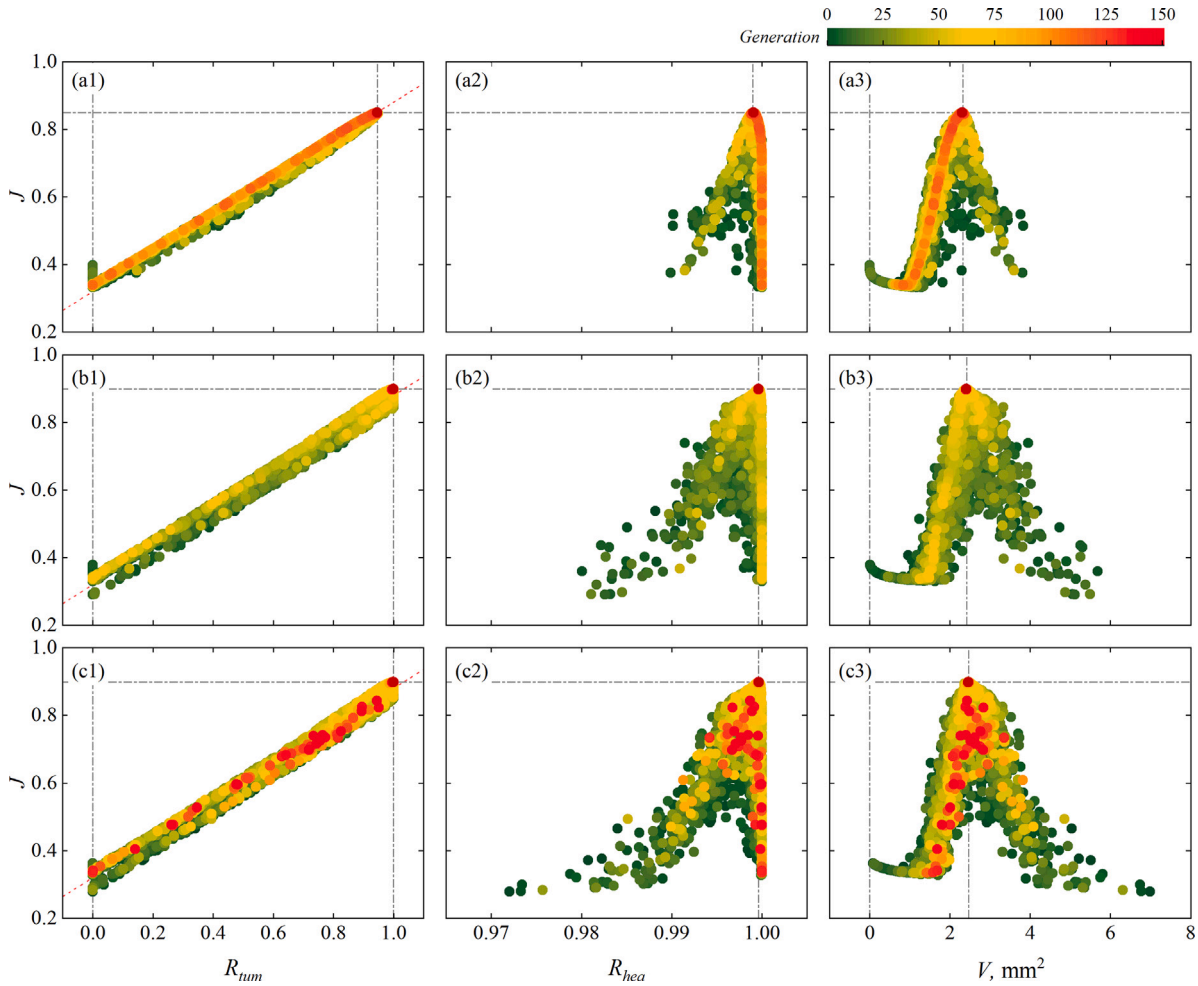 0 25 50 75 100 125 150
Generation
1.0 (a1) (a2) (a3)
0.8
J
0.6
0.4
0.2
1.0 (b1) (b2) (b3)
0.8
J
0.6
0.4
0.2
1.0 (c1) (c2) (c3)
0.8
J
0.6
0.4
0.2
0.0 0.2 0.4 0.6 0.8 1.0 0.97 0.98 0.99 1.00 0 2 4 6 8
R_tum R_hea V, mm²